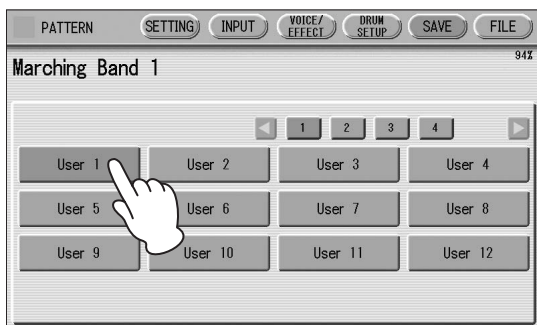 PATTERN SETTING INPUT VOICE/EFFECT DRUM SETUP SAVE FILE
94%
Marching Band 1
1 2 3 4
User 1 User 2 User 3 User 4
User 5 User 6 User 7 User 8
User 9 User 10 User 11 User 12